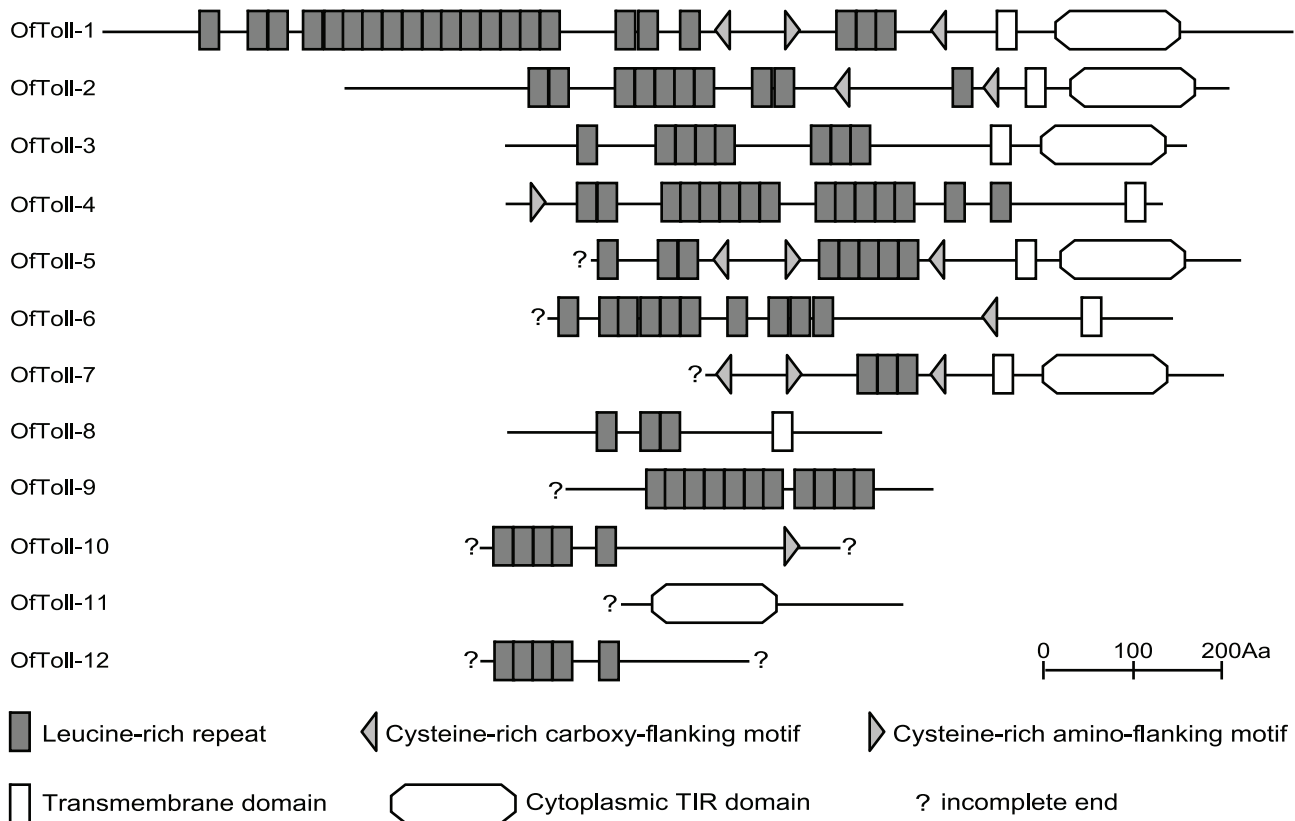 OfToll-1
OfToll-2
OfToll-3
OfToll-4
OfToll-5 ?
OfToll-6 ?
OfToll-7 ?
OfToll-8
OfToll-9 ?
OfToll-10 ? ?
OfToll-11 ?
OfToll-12 ? ?
0 100 200Aa
Leucine-rich repeat Cysteine-rich carboxy-flanking motif Cysteine-rich amino-flanking motif
Transmembrane domain Cytoplasmic TIR domain ? incomplete end